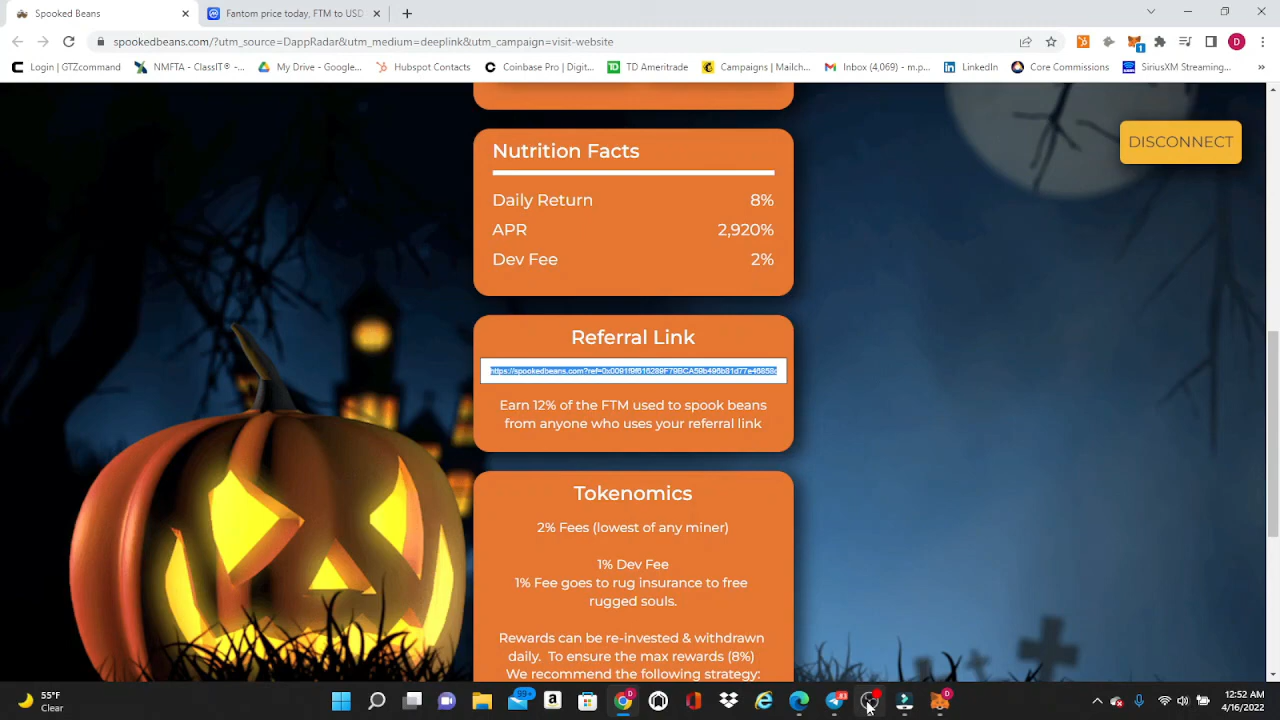 Spooked Beans
Fantom price today, FTM to USD
spookedbeans.com/?utm_source=DappRadar&utm_medium=deeplink&utm_campaign=visit-website
D
1
Login | GTZcommand
NMFTA – ClassIT® -...
My Drive - Google...
Hubspot Contacts
Coinbase Pro | Digit...
TD Ameritrade
Campaigns | Mailch...
Inbox (4,069) - m.p...
LinkedIn
Core Commissions
SiriusXM Streaming...
»
DISCONNECT
Nutrition Facts
Daily Return 8%
APR 2,920%
Dev Fee 2%
Referral Link
Earn 12% of the FTM used to spook beans
from anyone who uses your referral link
Tokenomics
2% Fees (lowest of any miner)
1% Dev Fee
1% Fee goes to rug insurance to free
rugged souls.
Rewards can be re-invested & withdrawn
daily. To ensure the max rewards (8%)
We recommend the following strategy:
55°F
Clear
99+
D
D
12:52 AM
4/16/2022